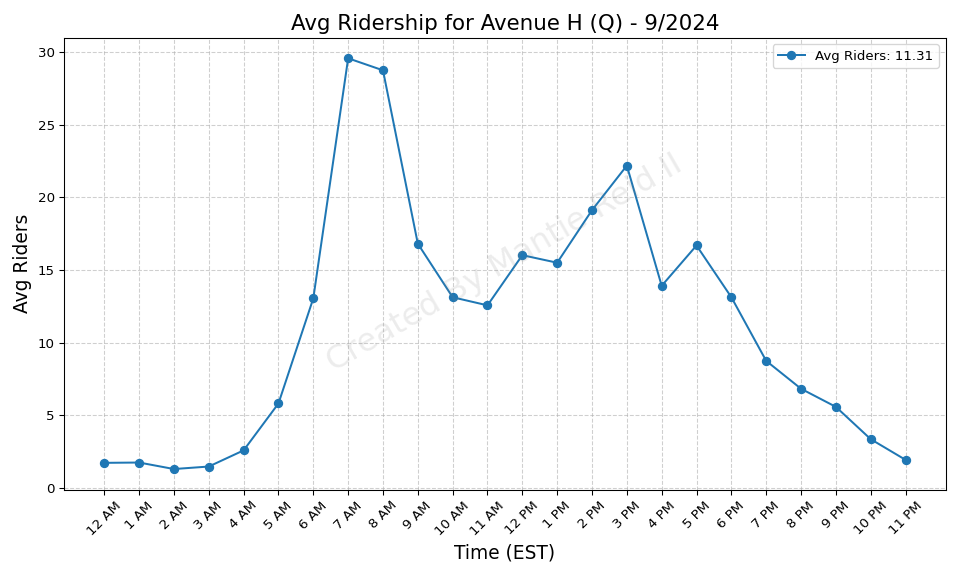 Avg Ridership for Avenue H (Q) - 9/2024
Avg Riders: 11.31
Avg Riders
30
25
20
15
10
5
0
Created By Mantie Reid II
12 AM
1 AM
2 AM
3 AM
4 AM
5 AM
6 AM
7 AM
8 AM
9 AM
10 AM
11 AM
12 PM
1 PM
2 PM
3 PM
4 PM
5 PM
6 PM
7 PM
8 PM
9 PM
10 PM
11 PM
Time (EST)